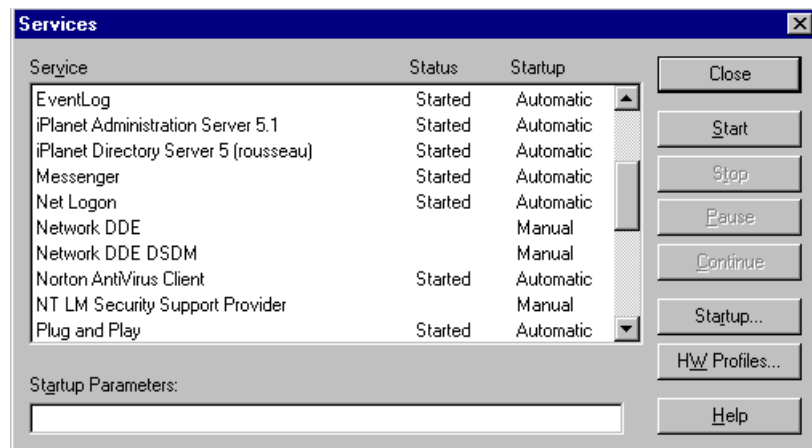 Services
Service Status Startup
EventLog Started Automatic
iPlanet Administration Server 5.1 Started Automatic
iPlanet Directory Server 5 (rousseau) Started Automatic
Messenger Started Automatic
Net Logon Started Automatic
Network DDE Manual
Network DDE DSDM Manual
Norton AntiVirus Client Started Automatic
NT LM Security Support Provider Manual
Plug and Play Started Automatic
Startup Parameters:
Close
Start
Stop
Pause
Continue
Startup...
HW Profiles...
Help